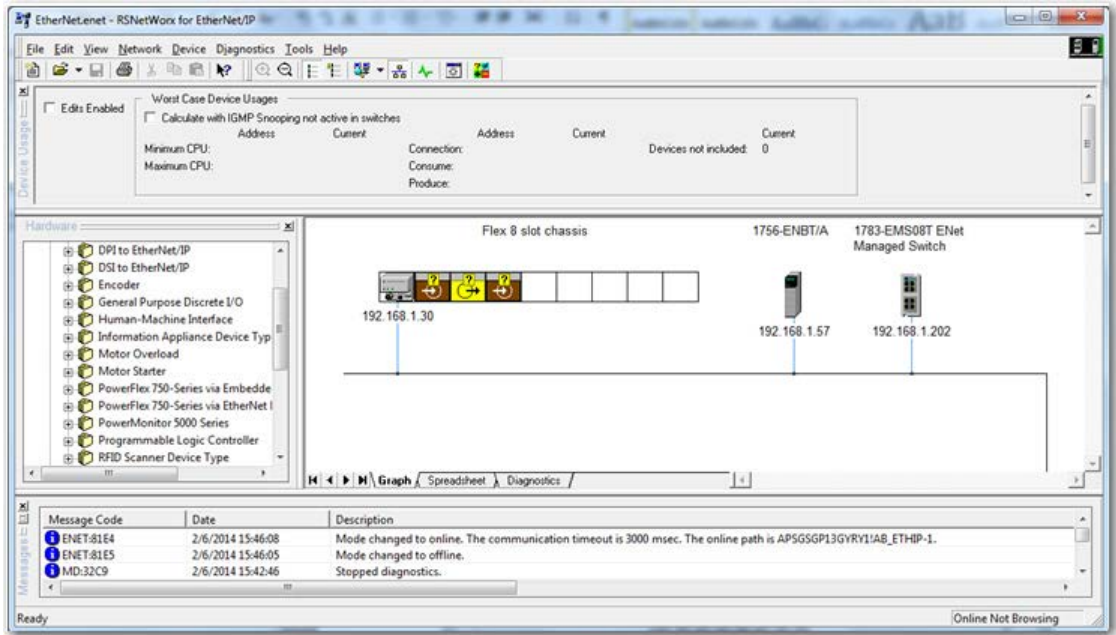 EtherNet.enet - RSNetWorx for EtherNet/IP
File Edit View Network Device Diagnostics Tools Help
Edits Enabled
Worst Case Device Usages
Calculate with IGMP Snooping not active in switches
Address Current Address Current Current
Minimum CPU: Connection: Devices not included: 0
Maximum CPU: Consume:
Produce:
Device Usage
Hardware
DPI to EtherNet/IP
DSI to EtherNet/IP
Encoder
General Purpose Discrete I/O
Human-Machine Interface
Information Appliance Device Typ
Motor Overload
Motor Starter
PowerFlex 750-Series via Embedde
PowerFlex 750-Series via EtherNet I
PowerMonitor 5000 Series
Programmable Logic Controller
RFID Scanner Device Type
Flex 8 slot chassis
192.168.1.30
1756-ENBT/A
192.168.1.57
1783-EMS08T ENet
Managed Switch
192.168.1.202
Graph Spreadsheet Diagnostics
Messages:
Message Code Date Description
ENET:81E4 2/6/2014 15:46:08 Mode changed to online. The communication timeout is 3000 msec. The online path is APSGSGP13GYRY1!AB_ETHIP-1.
ENET:81E5 2/6/2014 15:46:05 Mode changed to offline.
MD:32C9 2/6/2014 15:42:46 Stopped diagnostics.
Ready Online Not Browsing